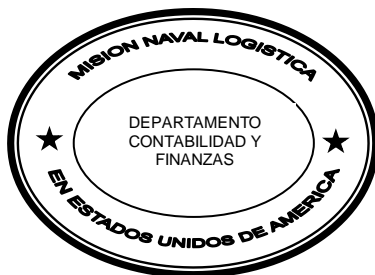 MISION NAVAL LOGISTICA
DEPARTAMENTO
CONTABILIDAD Y
FINANZAS
EN ESTADOS UNIDOS DE AMERICA